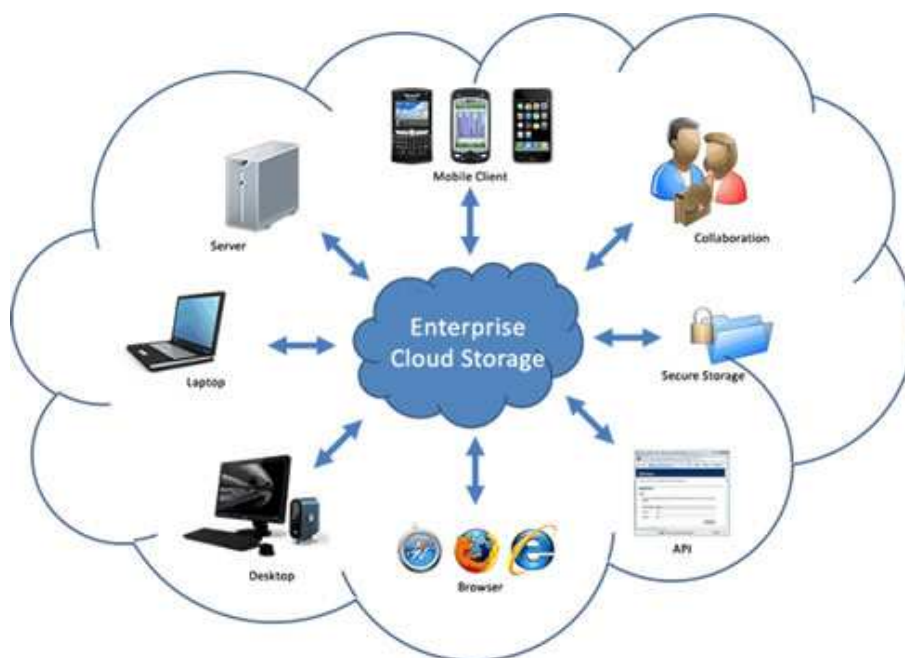 Mobile Client
Server
Collaboration
Enterprise
Cloud Storage
Laptop
Secure Storage
Desktop
Browser
API